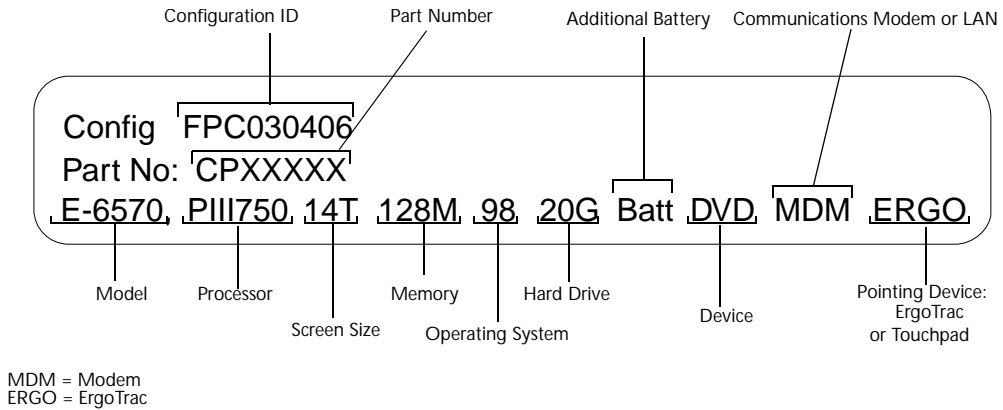 Configuration ID
Part Number
Additional Battery
Communications Modem or LAN
Config FPC030406
Part No: CPXXXXX
E-6570, PIII750 14T 128M 98 20G Batt DVD MDM ERGO
Model
Processor
Screen Size
Memory
Operating System
Hard Drive
Device
Pointing Device:
ErgoTrac
or Touchpad
MDM = Modem
ERGO = ErgoTrac